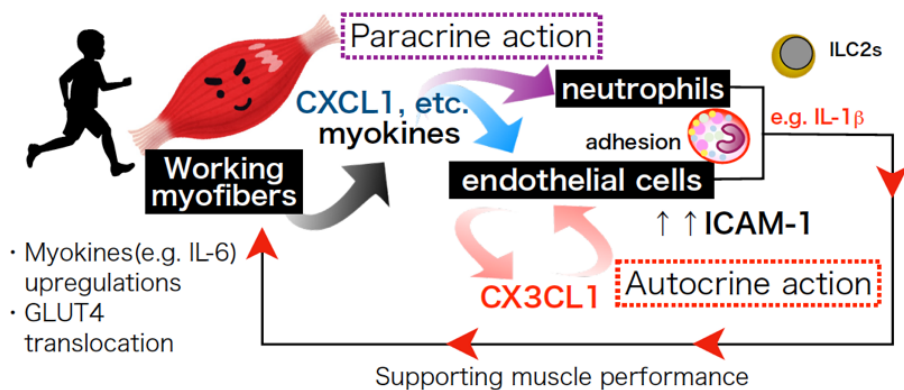 Paracrine action
ILC2s
CXCL1, etc.
myokines
neutrophils
e.g. IL-1β
adhesion
Working
myofibers
endothelial cells
↑ ↑ ICAM-1
・Myokines(e.g. IL-6)
upregulations
・GLUT4
translocation
CX3CL1
Autocrine action
Supporting muscle performance